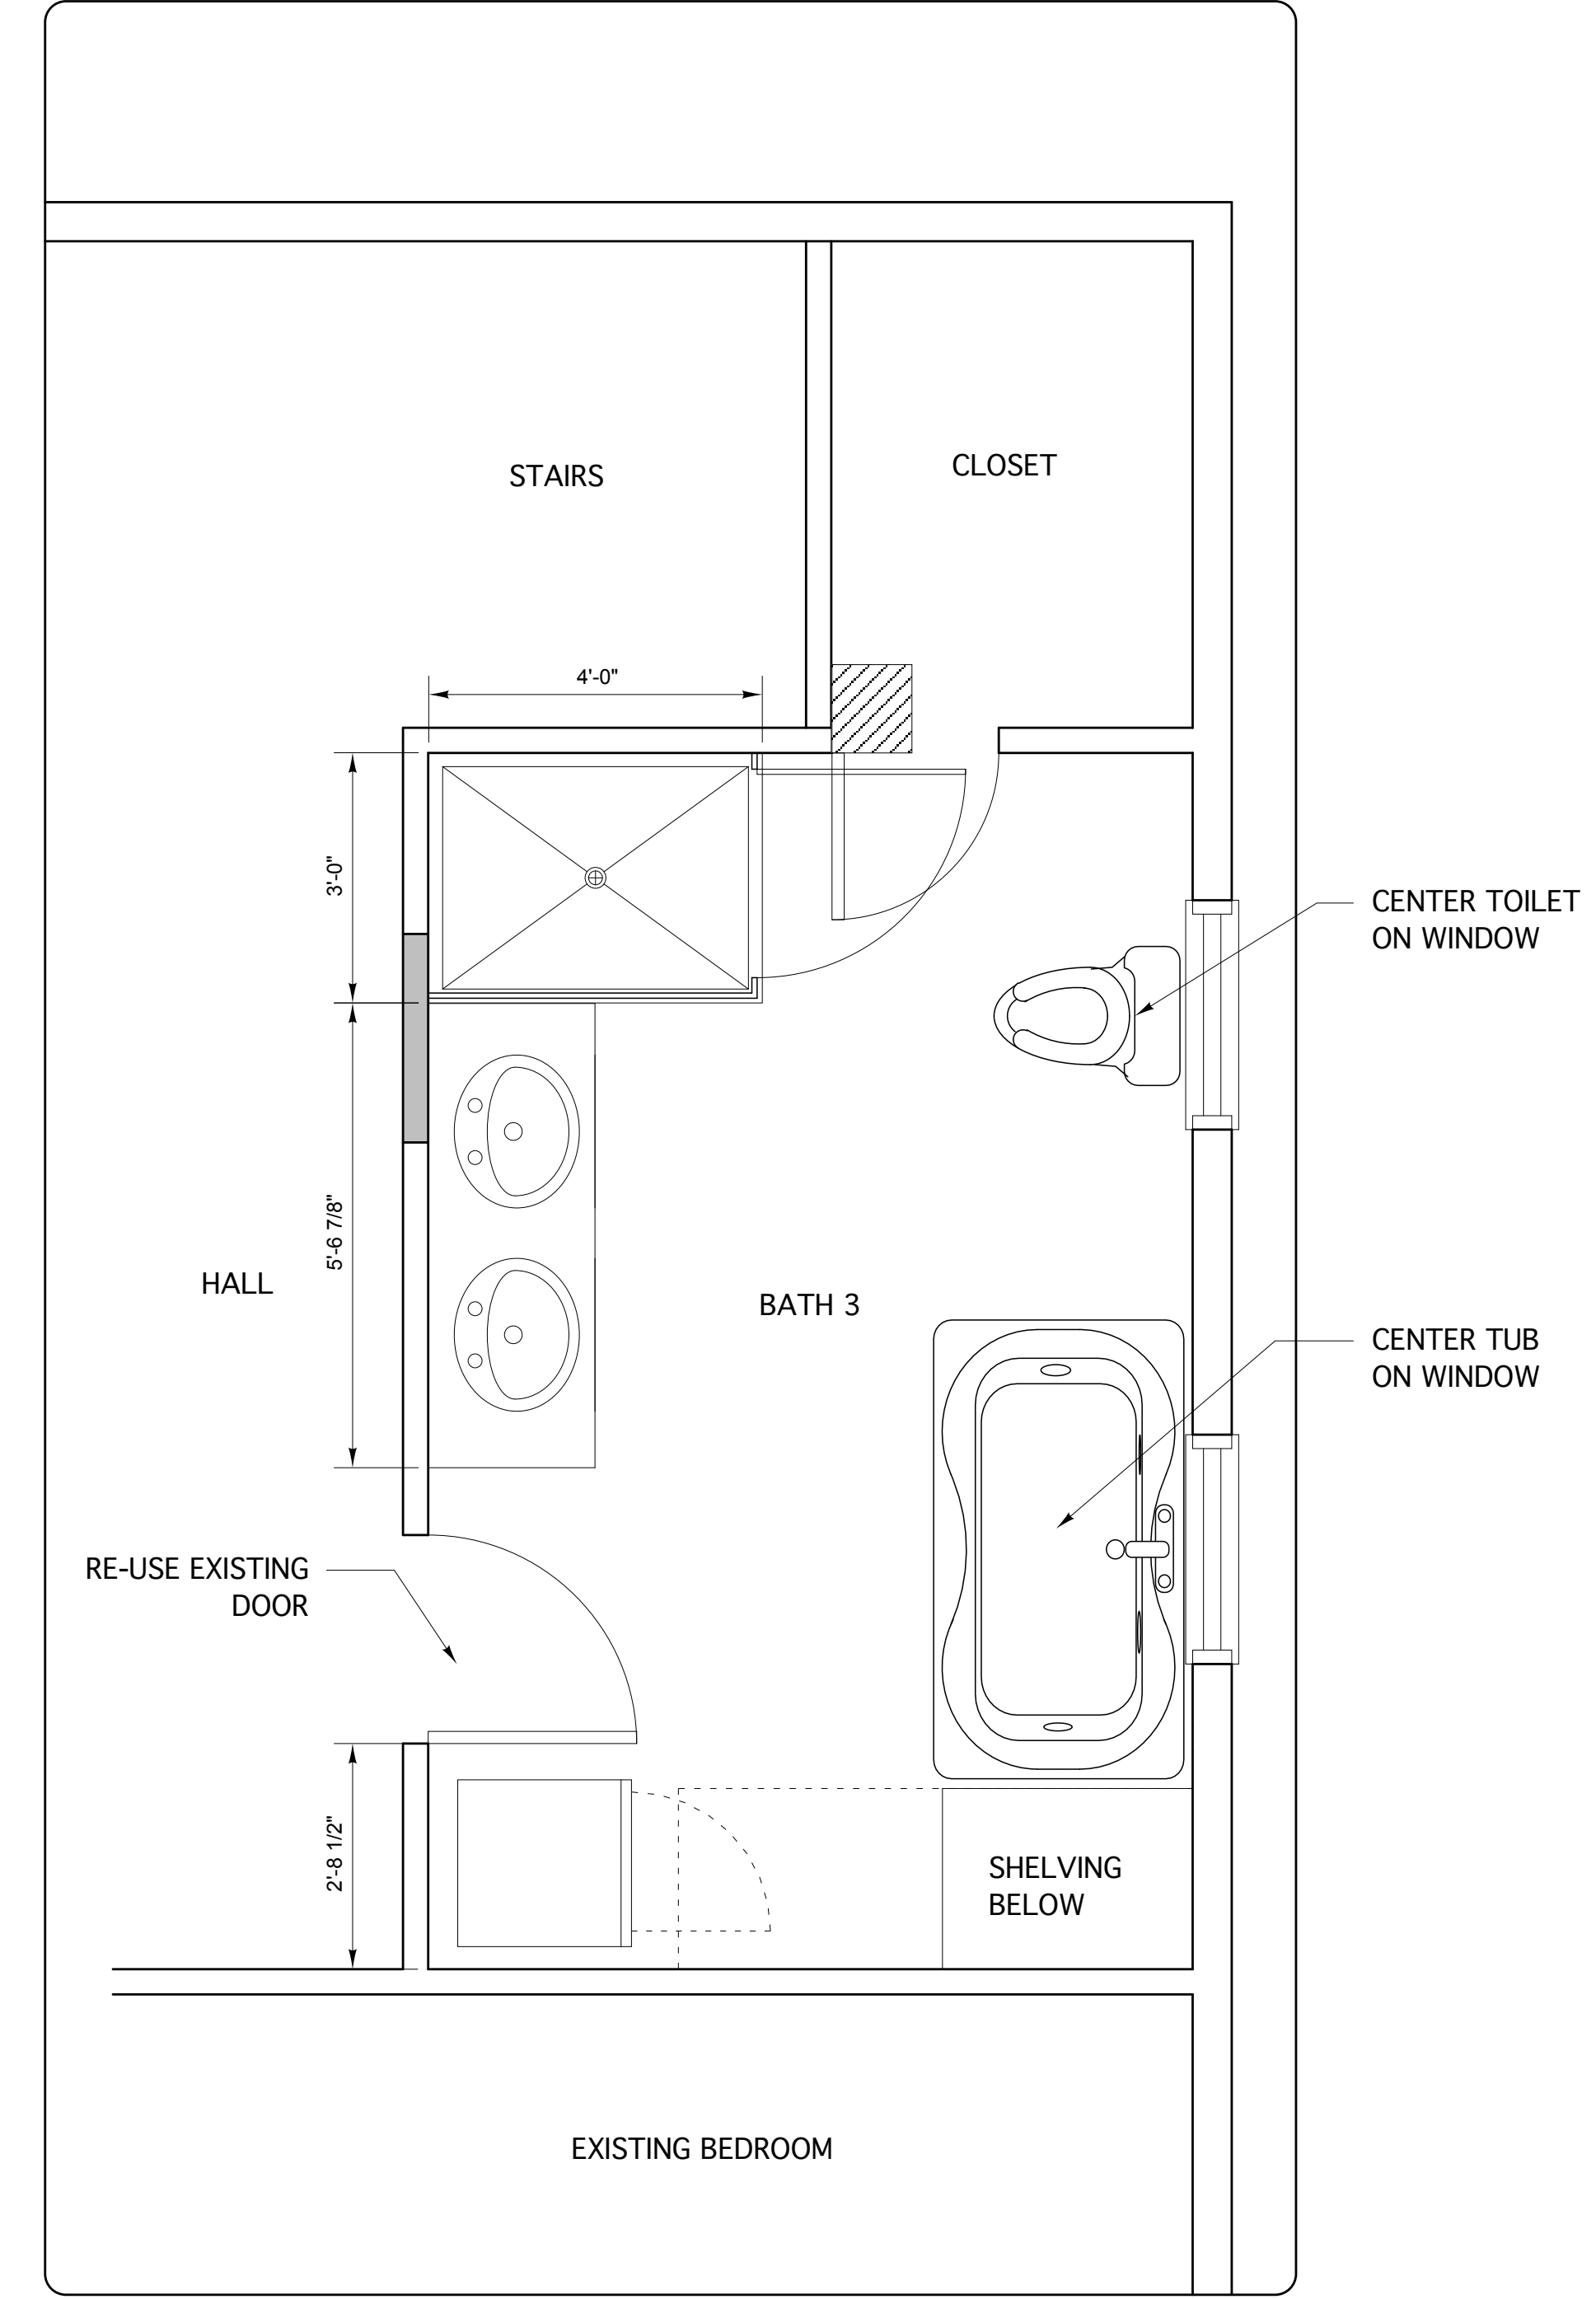 STAIRS
CLOSET
4'-0"
3'-0"
CENTER TOILET
ON WINDOW
5'-6 7/8"
HALL
BATH 3
CENTER TUB
ON WINDOW
RE-USE EXISTING
DOOR
2'-8 1/2"
SHELVING
BELOW
EXISTING BEDROOM